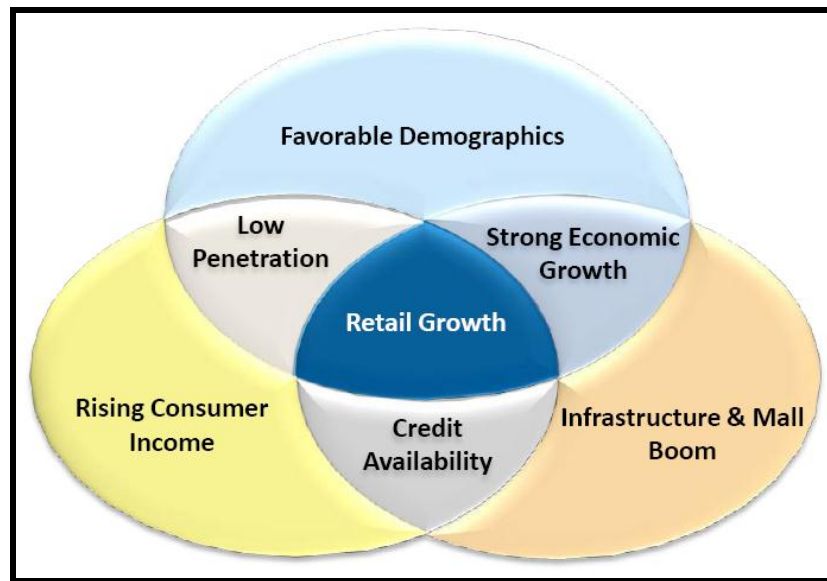 Favorable Demographics
Low
Penetration
Strong Economic
Growth
Retail Growth
Rising Consumer
Income
Credit
Availability
Infrastructure & Mall
Boom